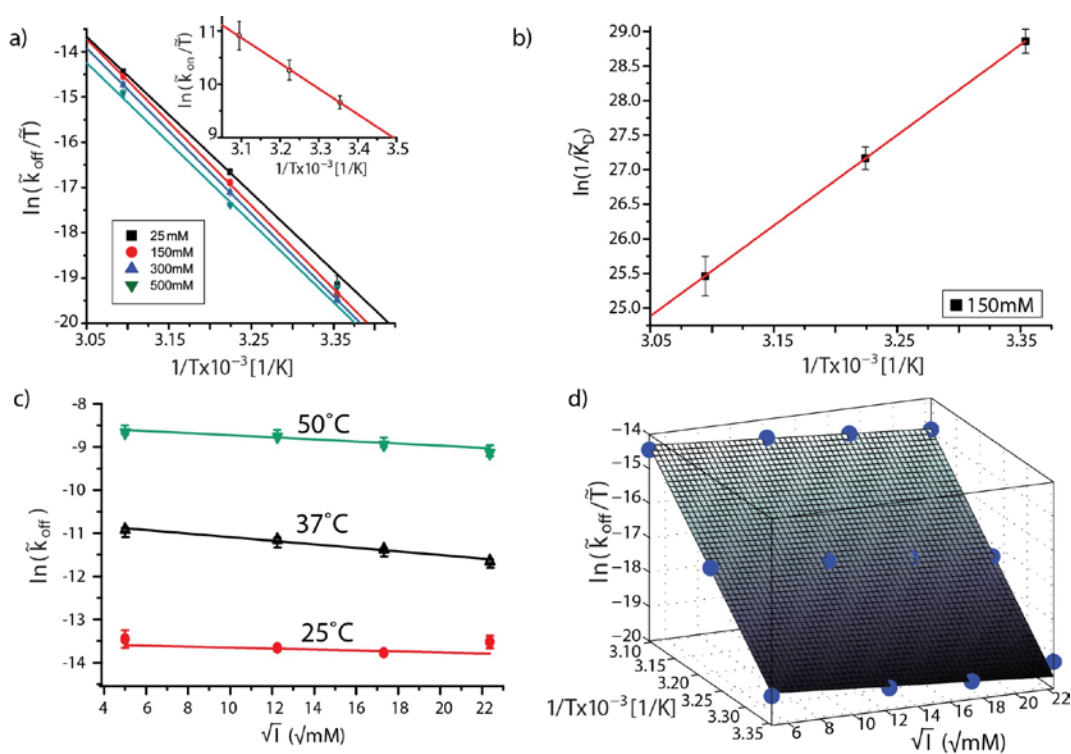 a)
ln(k̃off/T̃)
-14
-15
-16
-17
-18
-19
-20
3.05 3.15 3.25 3.35
1/Tx10⁻³ [1/K]
25mM
150mM
300mM
500mM
ln(k̃on/T̃)
11
10
9
3.1 3.2 3.3 3.4 3.5
1/Tx10⁻³ [1/K]
b)
ln(1/K̃D)
29.0
28.5
28.0
27.5
27.0
26.5
26.0
25.5
25.0
3.05 3.15 3.25 3.35
1/Tx10⁻³ [1/K]
150mM
c)
ln(k̃off)
-8
-9
-10
-11
-12
-13
-14
50˚C
37˚C
25˚C
4 6 8 10 12 14 16 18 20 22
√I (√mM)
d)
ln(k̃off/T̃)
-14
-15
-16
-17
-18
-19
-20
3.10
3.15
3.20
3.25
3.30
3.35
1/Tx10⁻³ [1/K]
6 8 10 12 14 16 18 20 22
√I (√mM)